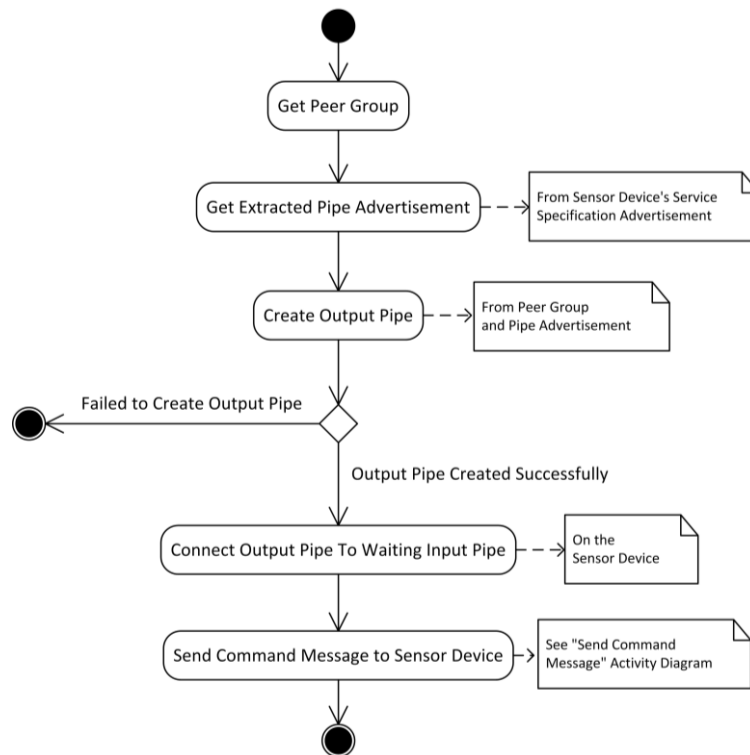 Get Peer Group
Get Extracted Pipe Advertisement
From Sensor Device's Service
Specification Advertisement
Create Output Pipe
From Peer Group
and Pipe Advertisement
Failed to Create Output Pipe
Output Pipe Created Successfully
Connect Output Pipe To Waiting Input Pipe
On the
Sensor Device
Send Command Message to Sensor Device
See "Send Command
Message" Activity Diagram